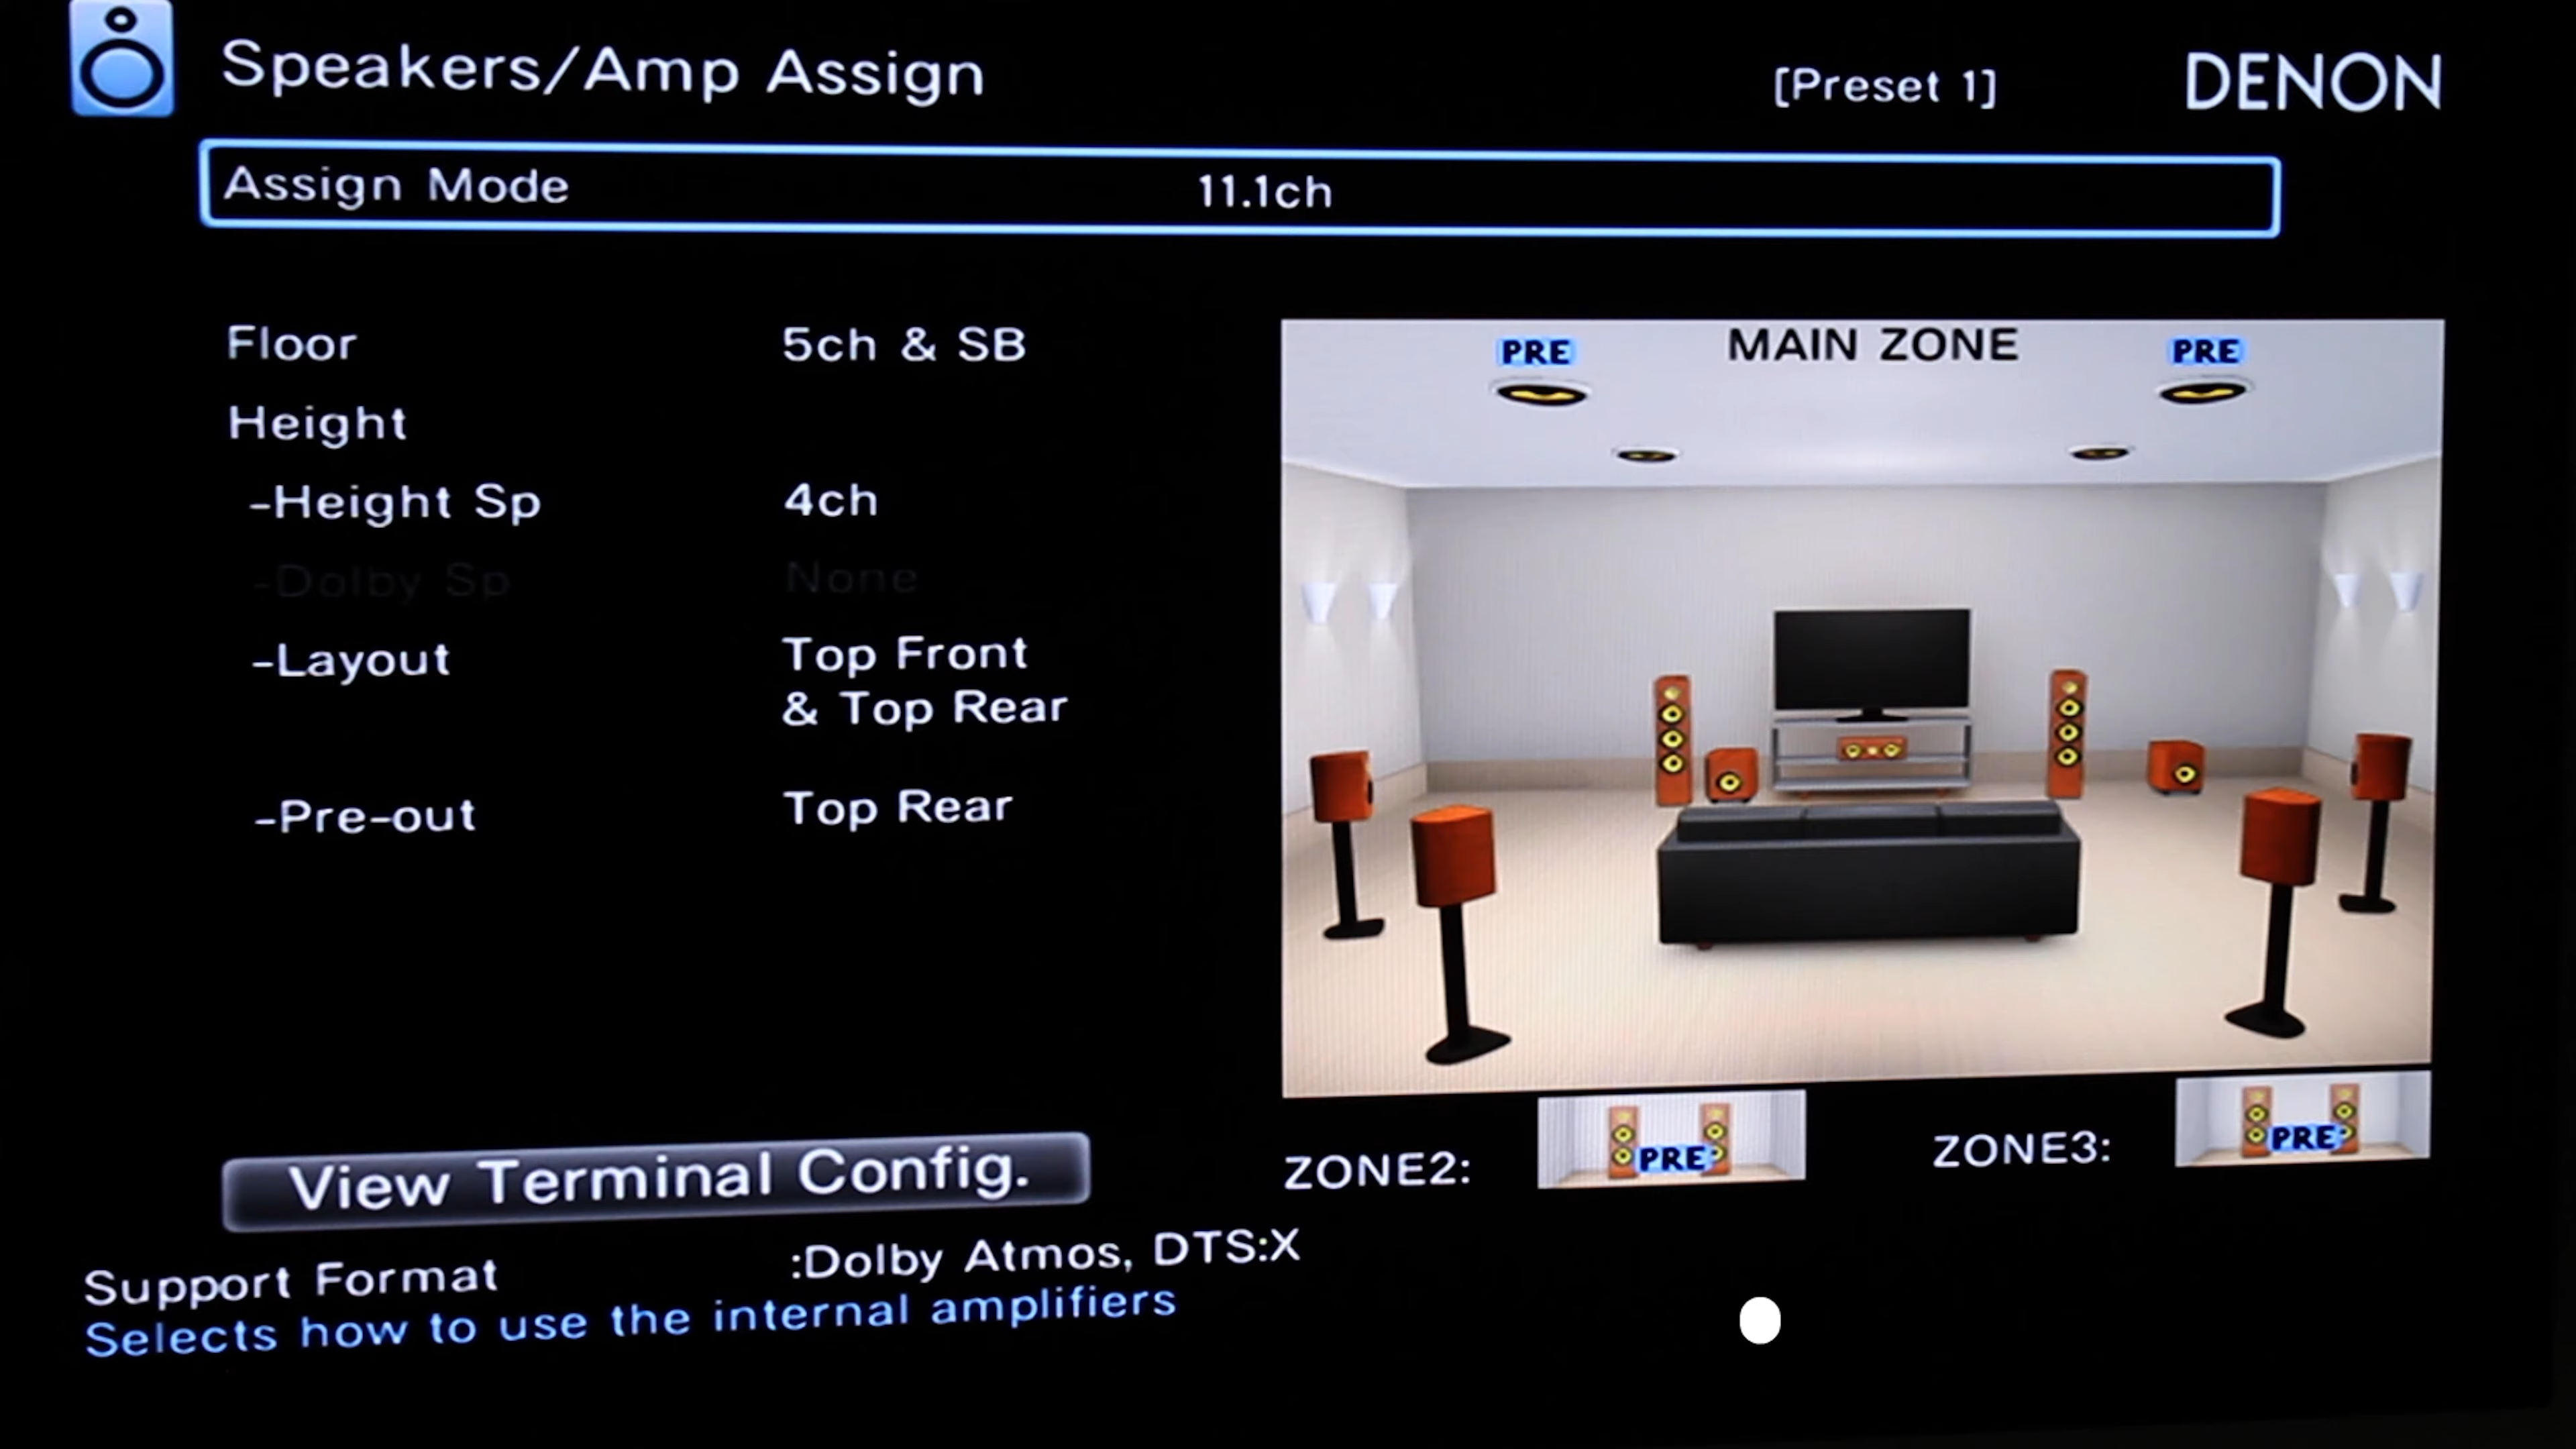 Speakers/Amp Assign
[Preset 1]
DENON
Assign Mode 11.1ch
Floor 5ch & SB
Height
-Height Sp 4ch
-Dolby Sp None
-Layout Top Front
& Top Rear
-Pre-out Top Rear
PRE MAIN ZONE PRE
View Terminal Config.
ZONE2: PRE
ZONE3: PRE
Support Format :Dolby Atmos, DTS:X
Selects how to use the internal amplifiers